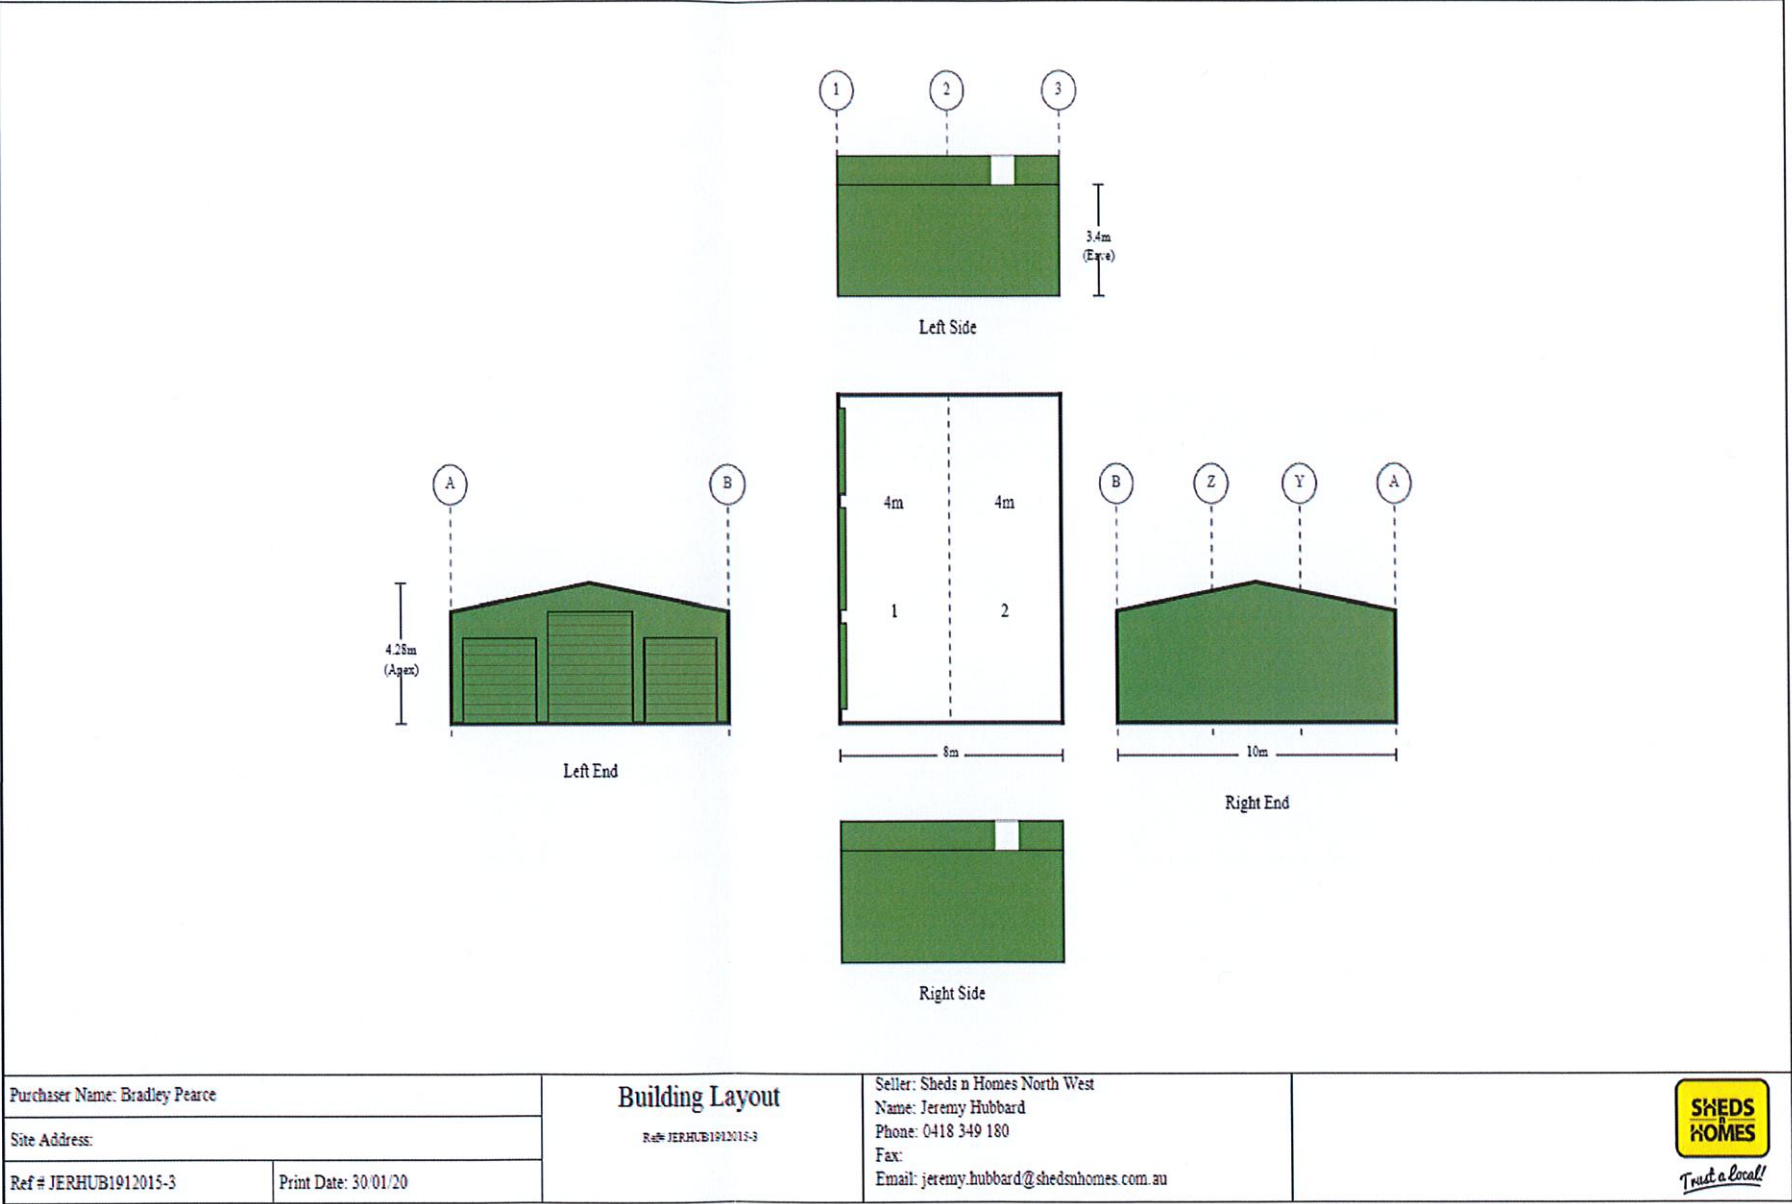 1 2 3
3.4m
(Eave)
Left Side
A B
B Z Y A
4m 4m
1 2
4.28m
(Apex)
8m
10m
Left End
Right End
Right Side
Purchaser Name: Bradley Pearce
Site Address:
Ref # JERHUB1912015-3
Print Date: 30/01/20
Building Layout
Ref# JERHUB1912015-3
Seller: Sheds n Homes North West
Name: Jeremy Hubbard
Phone: 0418 349 180
Fax:
Email: jeremy.hubbard@shedsnhomes.com.au
SHEDS
n
HOMES
Trust a local!